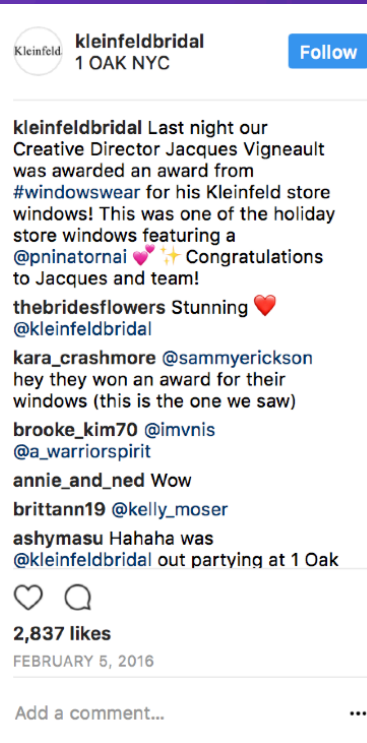 Kleinfeld
kleinfeldbridal
1 OAK NYC
Follow
kleinfeldbridal Last night our
Creative Director Jacques Vigneault
was awarded an award from
#windowswear for his Kleinfeld store
windows! This was one of the holiday
store windows featuring a
@pninatornai 💕✨ Congratulations
to Jacques and team!
thebridesflowers Stunning ❤️
@kleinfeldbridal
kara_crashmore @sammyerickson
hey they won an award for their
windows (this is the one we saw)
brooke_kim70 @imvnis
@a_warriorspirit
annie_and_ned Wow
brittann19 @kelly_moser
ashymasu Hahaha was
@kleinfeldbridal out partying at 1 Oak
2,837 likes
FEBRUARY 5, 2016
Add a comment...